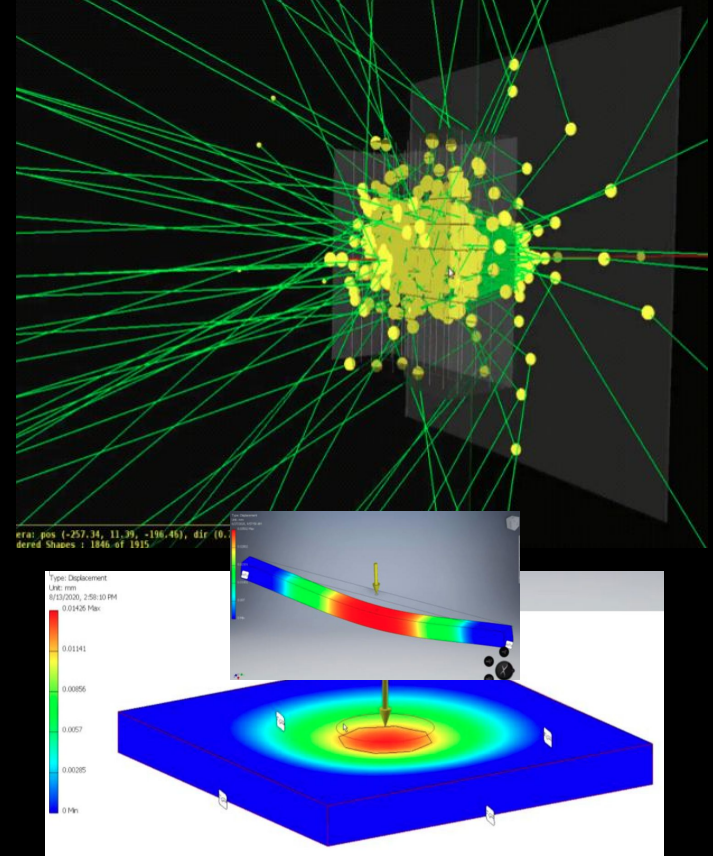 era: pos (-257.34, 11.39, -196.46), dir (0.
dered Shapes : 1846 of 1915
Type: Displacement
Unit: mm
8/13/2020, 2:58:10 PM
0.01426 Max
0.01141
0.00856
0.0057
0.00285
0 Min